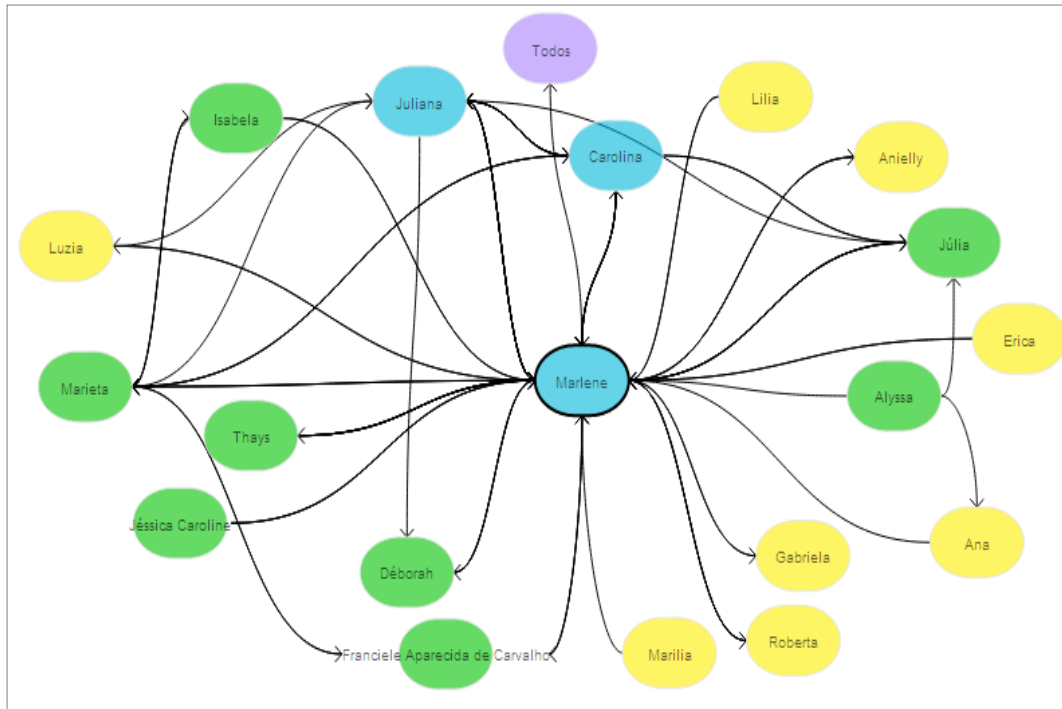 Todos
Lilia
Juliana
Isabela
Carolina
Anielly
Luzia
Júlia
Erica
Marlene
Marieta
Alyssa
Thays
Jéssica Caroline
Ana
Gabriela
Déborah
Roberta
Franciele Aparecida de Carvalho
Marilia